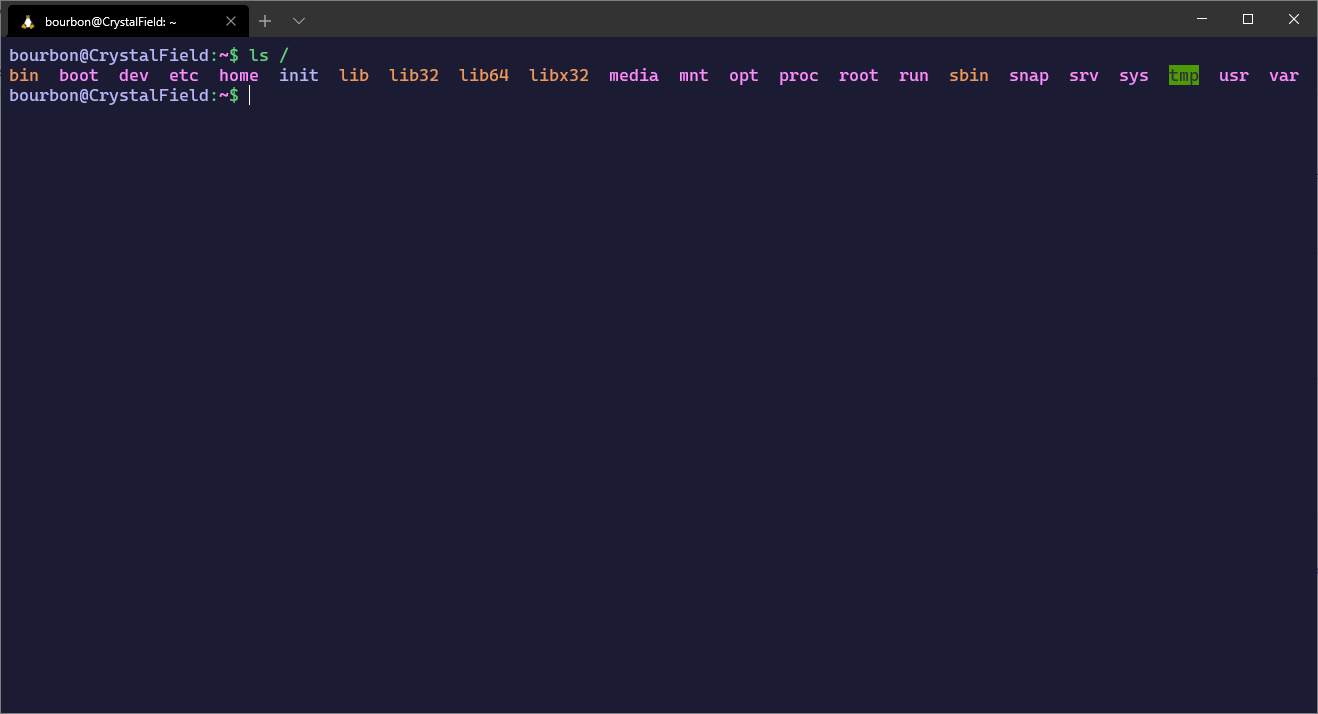 bourbon@CrystalField: ~
bourbon@CrystalField:~$ ls /
bin  boot  dev  etc  home  init  lib  lib32  lib64  libx32  media  mnt  opt  proc  root  run  sbin  snap  srv  sys  tmp  usr  var
bourbon@CrystalField:~$